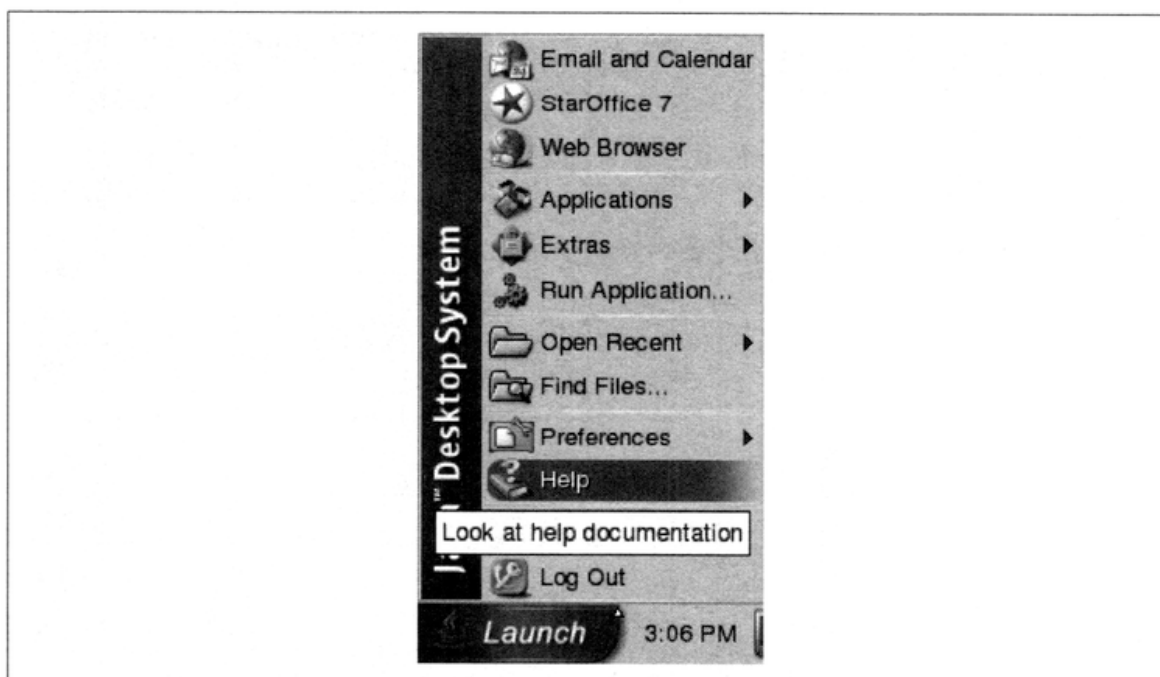 Email and Calendar
StarOffice 7
Web Browser
Applications
Extras
Run Application...
Open Recent
Find Files...
Preferences
Help
Look at help documentation
Log Out
Desktop System
Launch
3:06 PM